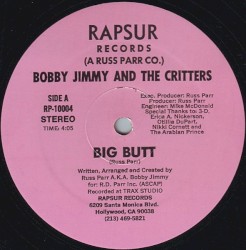 RAPSUR
RECORDS
(A RUSS PARR CO.)
BOBBY JIMMY AND THE CRITTERS
SIDE A
RP-10004
STEREO
TIME: 4:05
Exec. Producer: Russ Parr
Producer: Russ Parr
Engineer: Mike McDonald
Special Thanks to: J-D,
Erica A. Nickerson,
Ottilie DuPart,
Nikki Cornett and
The Arabian Prince
BIG BUTT
(Russ Parr)
Written, Arranged and Created by
Russ Parr A.K.A. Bobby Jimmy
for: R.D. Parr Inc. (ASCAP)
Recorded at TRAX STUDIO
RAPSUR RECORDS
6209 Santa Monica Blvd.
Hollywood, CA 90038
(213) 469-5821